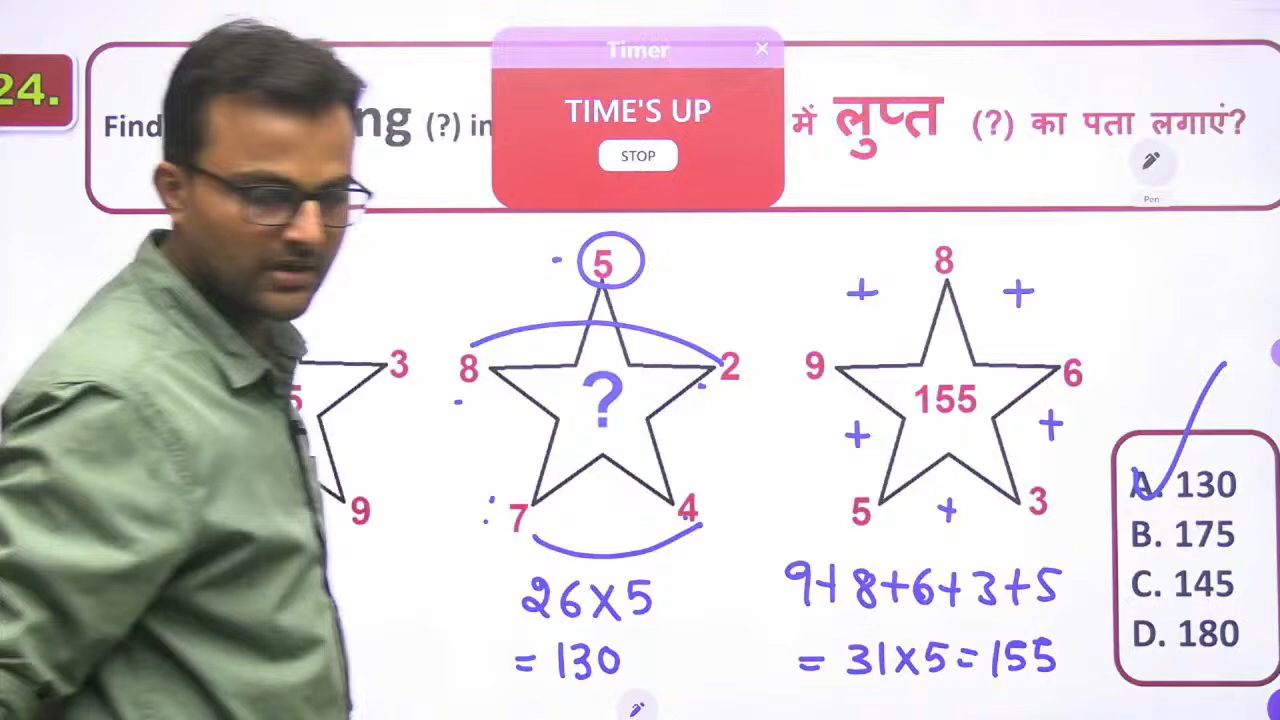 24.
Find ng (?) in में लुप्त (?) का पता लगाएं?
Timer
TIME'S UP
STOP
Pen
3
5
9
5
8 2
?
7 4
8
9 6
155
5 3
A. 130
B. 175
C. 145
D. 180
26×5
= 130
9+8+6+3+5
= 31×5=155